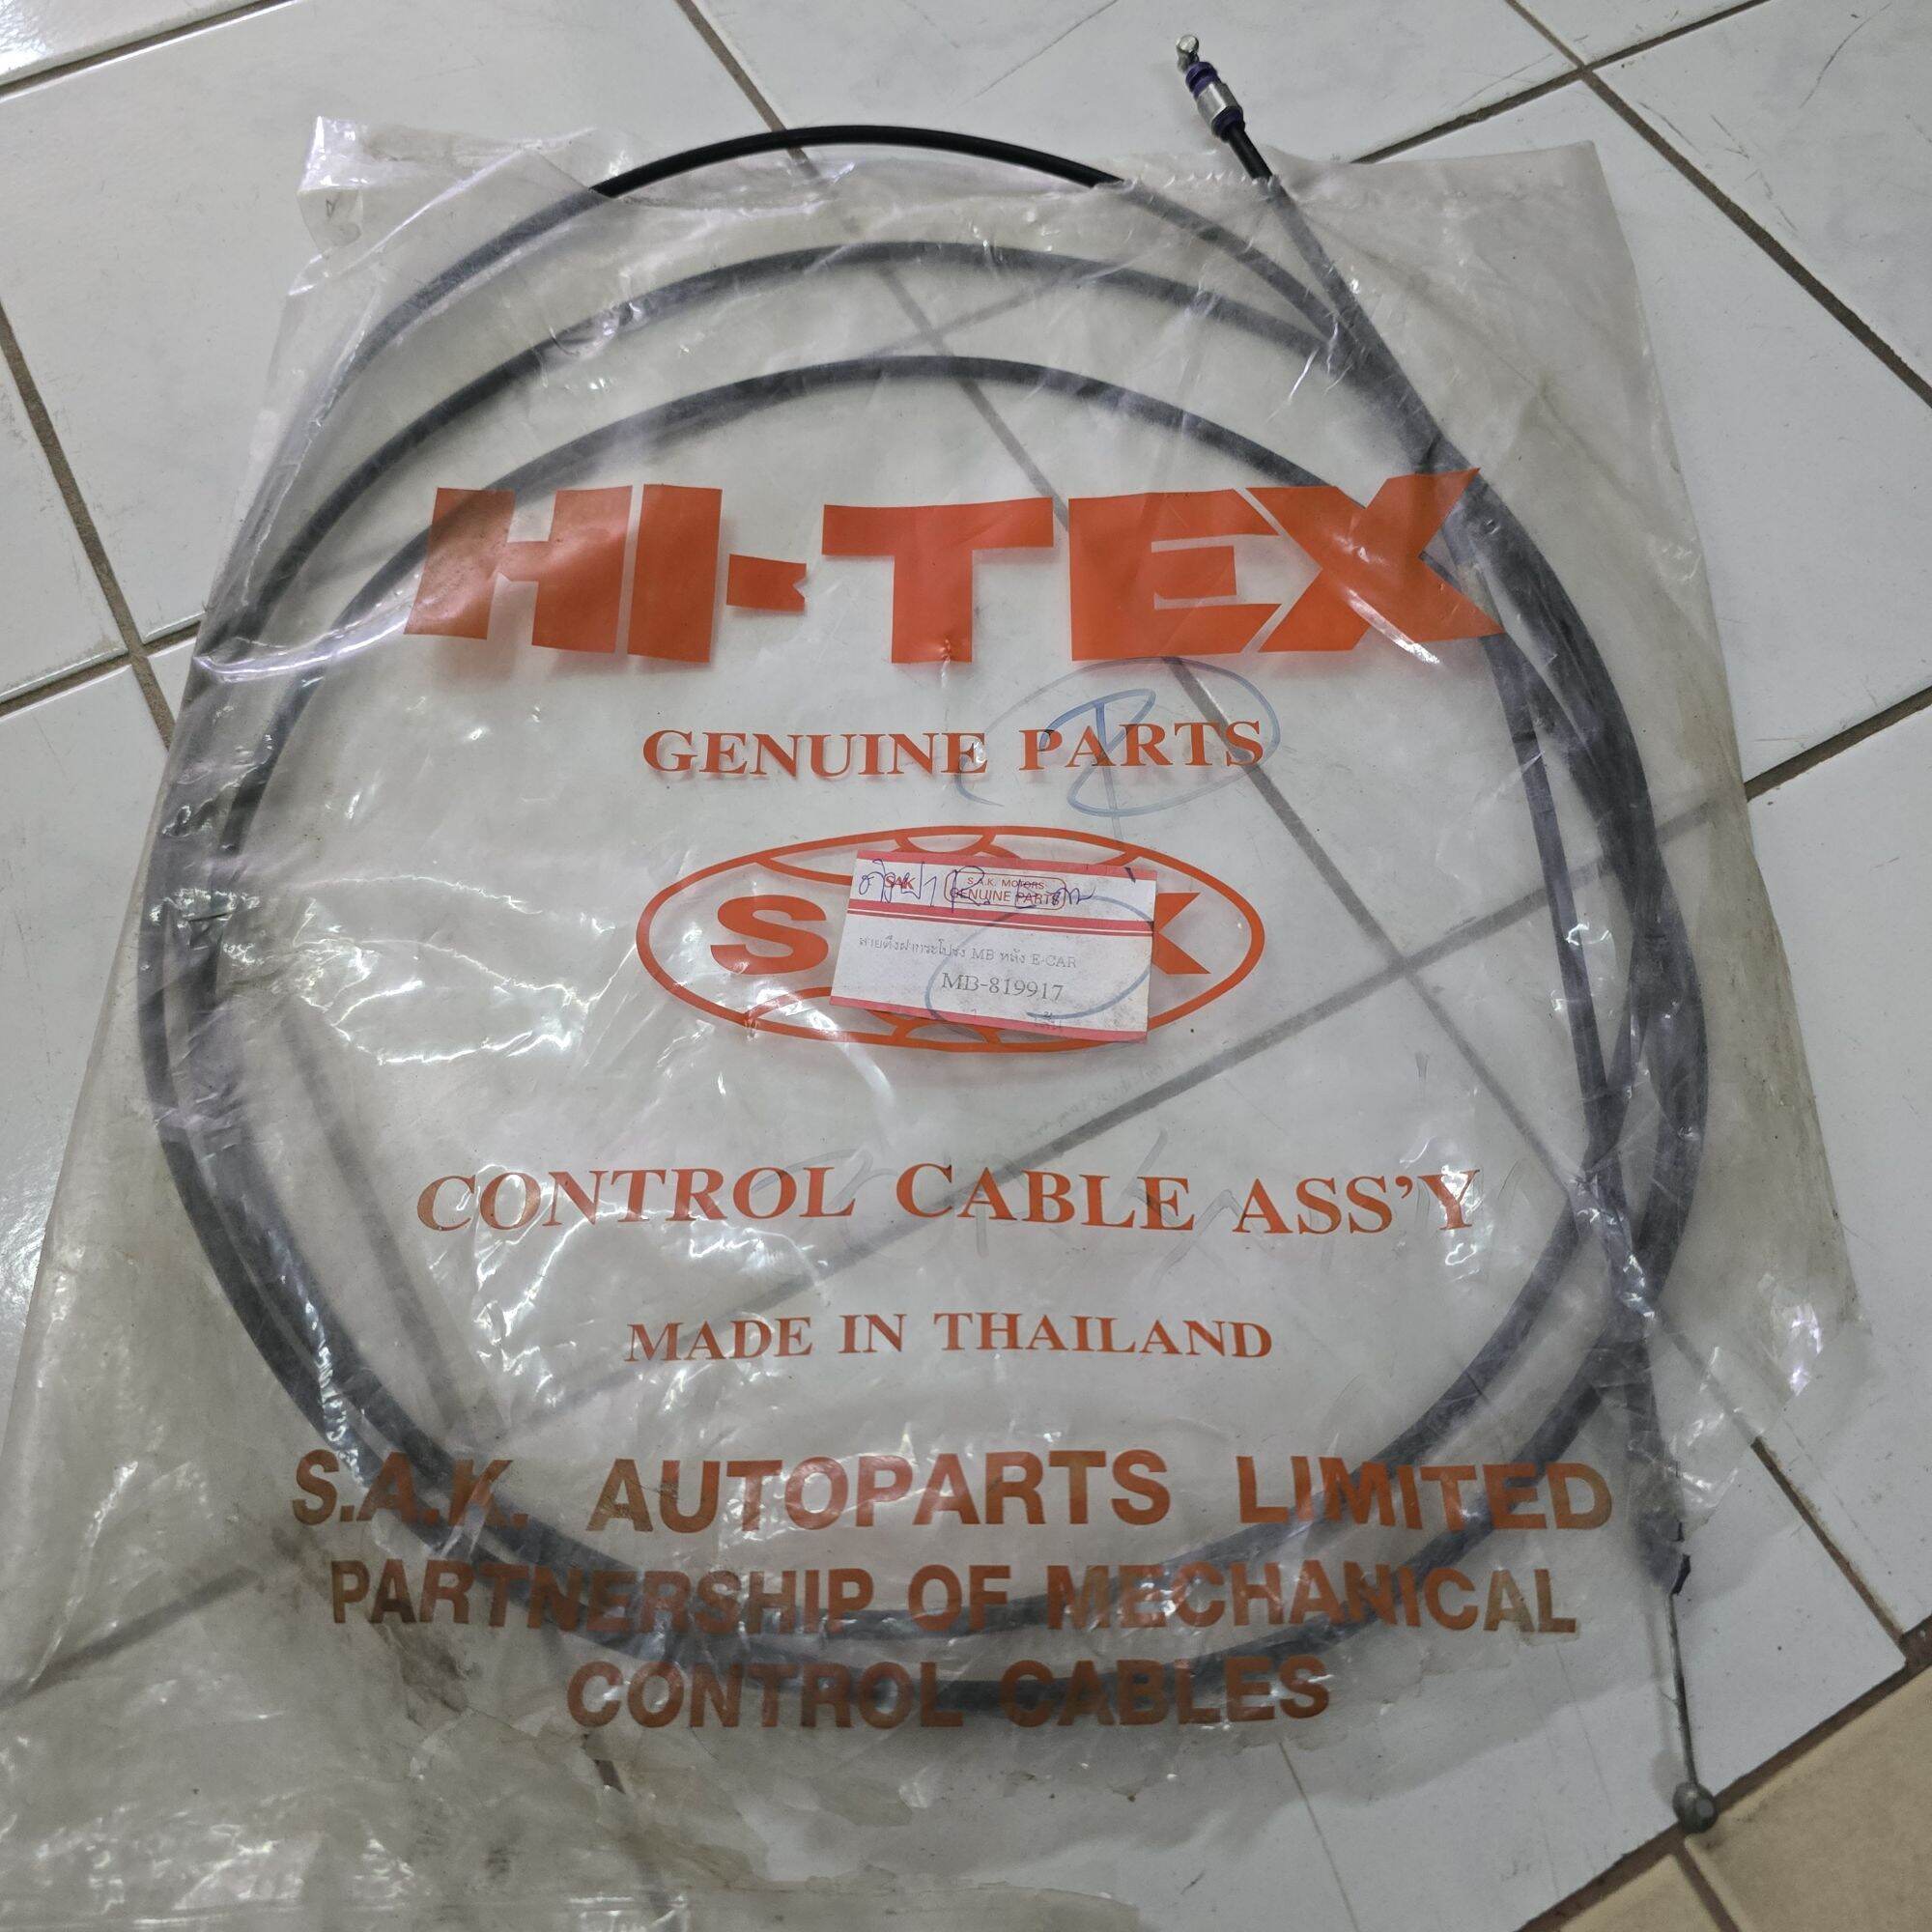 HI-TEX
GENUINE PARTS
SAK
S.A.K. MOTORS
GENUINE PARTS
สายดึงฝากระโปรง MB หลัง E-CAR
MB-819917
CONTROL CABLE ASS'Y
MADE IN THAILAND
S.A.K. AUTOPARTS LIMITED
PARTNERSHIP OF MECHANICAL
CONTROL CABLES